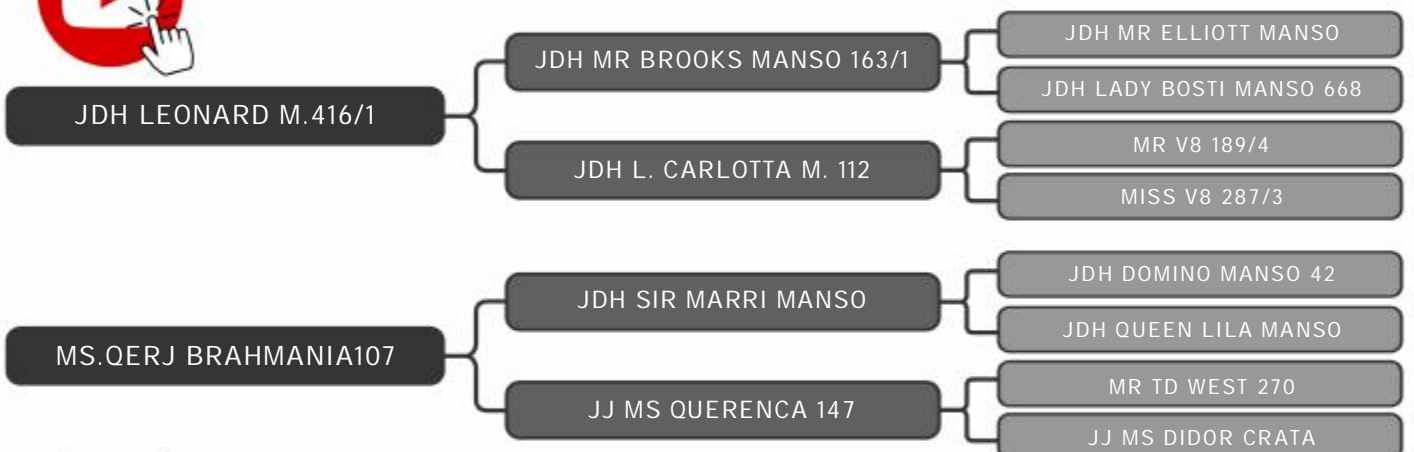 JDH LEONARD M.416/1
JDH MR BROOKS MANSO 163/1
JDH MR ELLIOTT MANSO
JDH LADY BOSTI MANSO 668
JDH L. CARLOTTA M. 112
MR V8 189/4
MISS V8 287/3
MS.QERJ BRAHMANIA107
JDH SIR MARRI MANSO
JDH DOMINO MANSO 42
JDH QUEEN LILA MANSO
JJ MS QUERENCA 147
MR TD WEST 270
JJ MS DIDOR CRATA